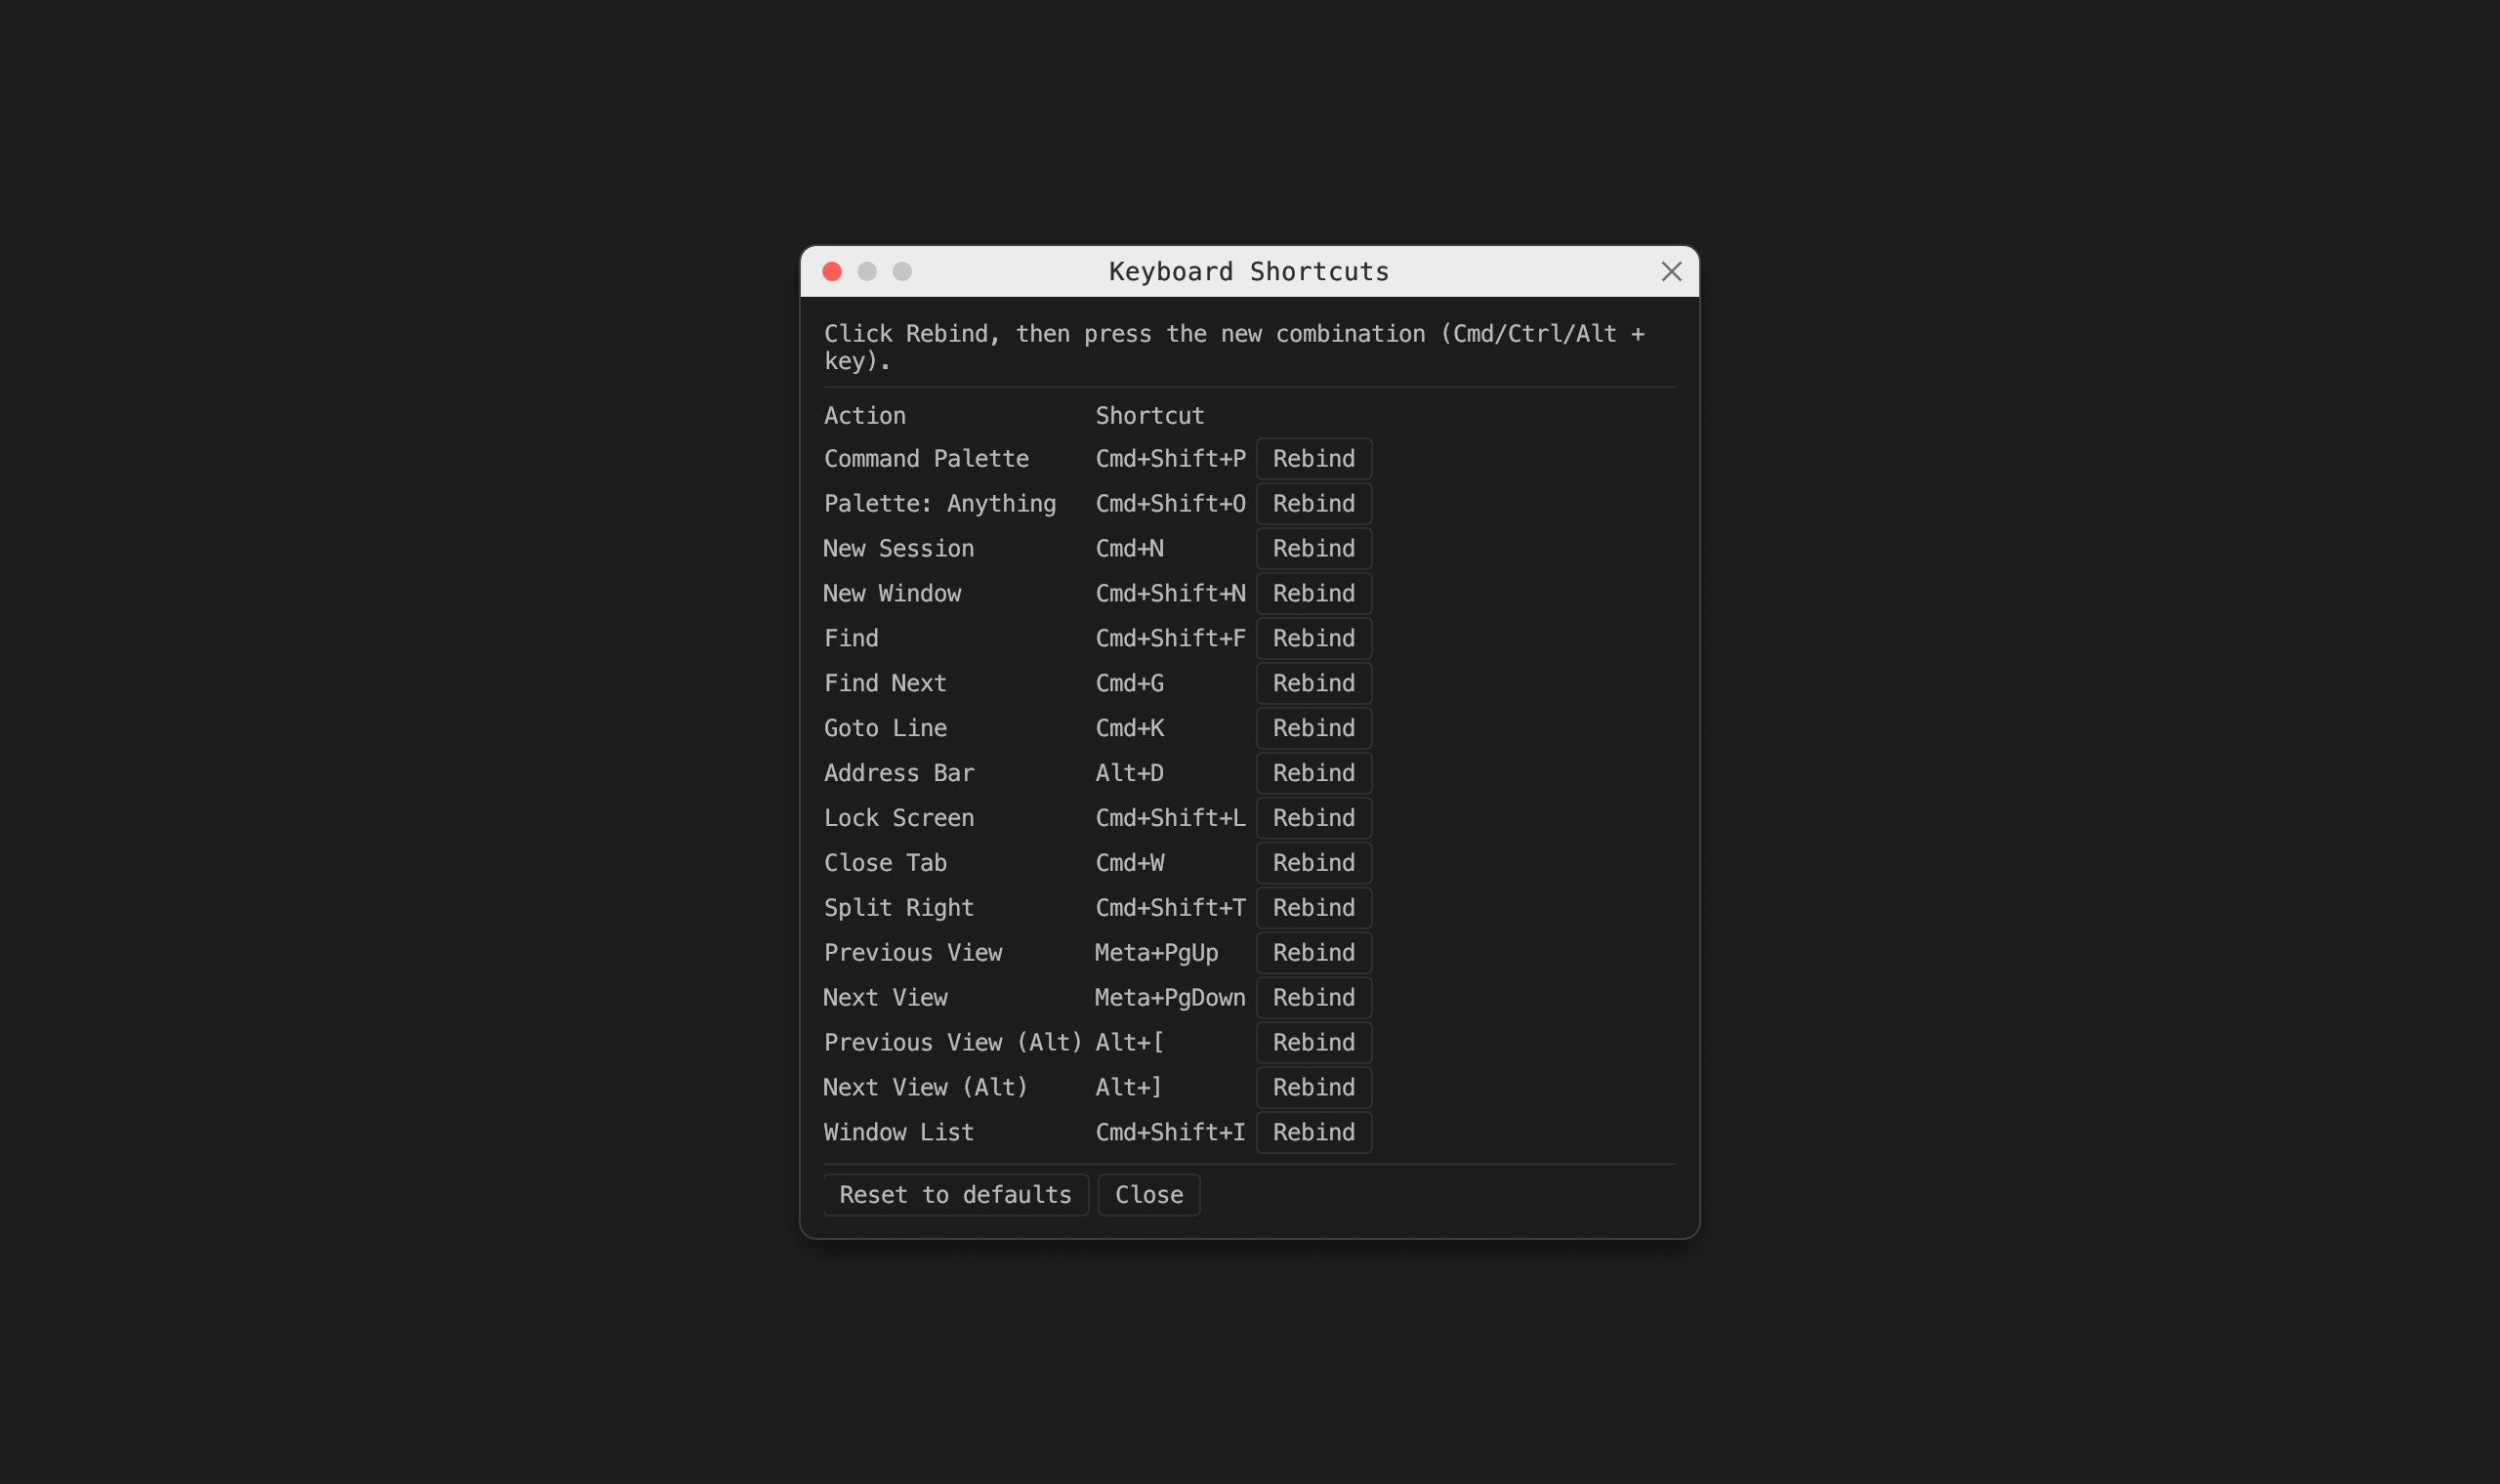 Keyboard Shortcuts
Click Rebind, then press the new combination (Cmd/Ctrl/Alt +
key).
Action Shortcut
Command Palette Cmd+Shift+P Rebind
Palette: Anything Cmd+Shift+O Rebind
New Session Cmd+N Rebind
New Window Cmd+Shift+N Rebind
Find Cmd+Shift+F Rebind
Find Next Cmd+G Rebind
Goto Line Cmd+K Rebind
Address Bar Alt+D Rebind
Lock Screen Cmd+Shift+L Rebind
Close Tab Cmd+W Rebind
Split Right Cmd+Shift+T Rebind
Previous View Meta+PgUp Rebind
Next View Meta+PgDown Rebind
Previous View (Alt) Alt+[ Rebind
Next View (Alt) Alt+] Rebind
Window List Cmd+Shift+I Rebind
Reset to defaults Close